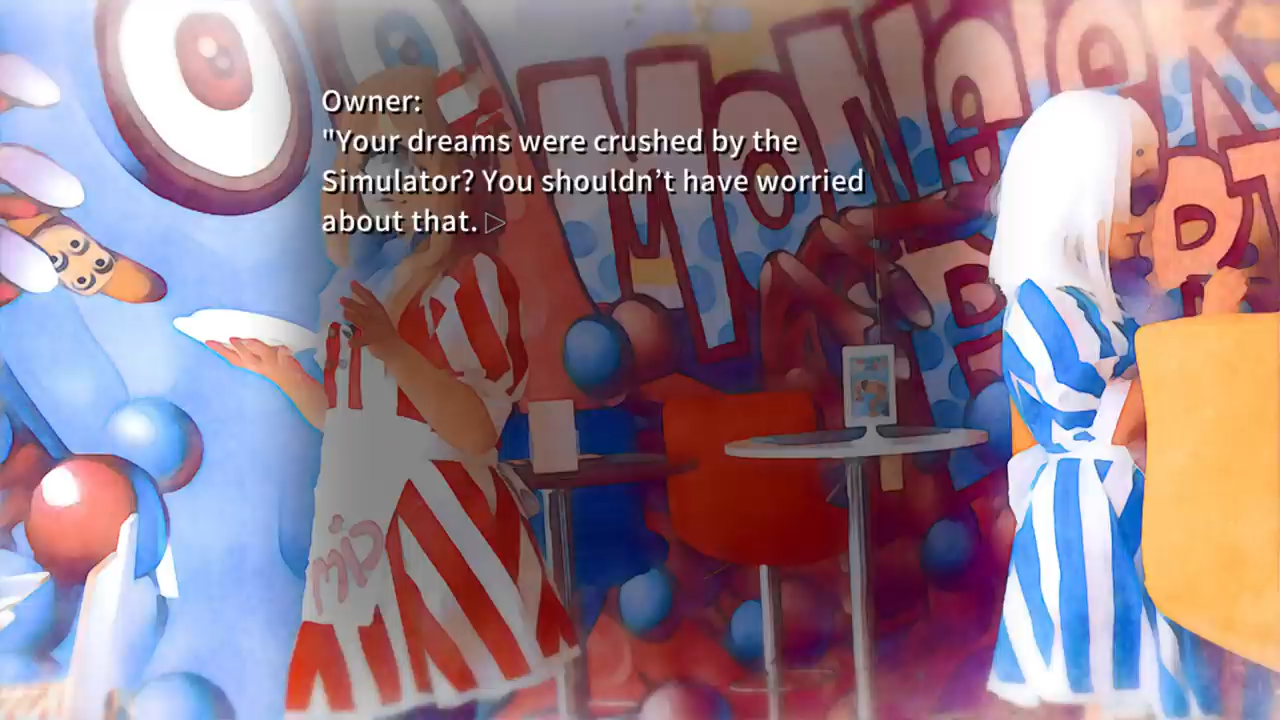 Owner:
"Your dreams were crushed by the
Simulator? You shouldn’t have worried
about that. ▷